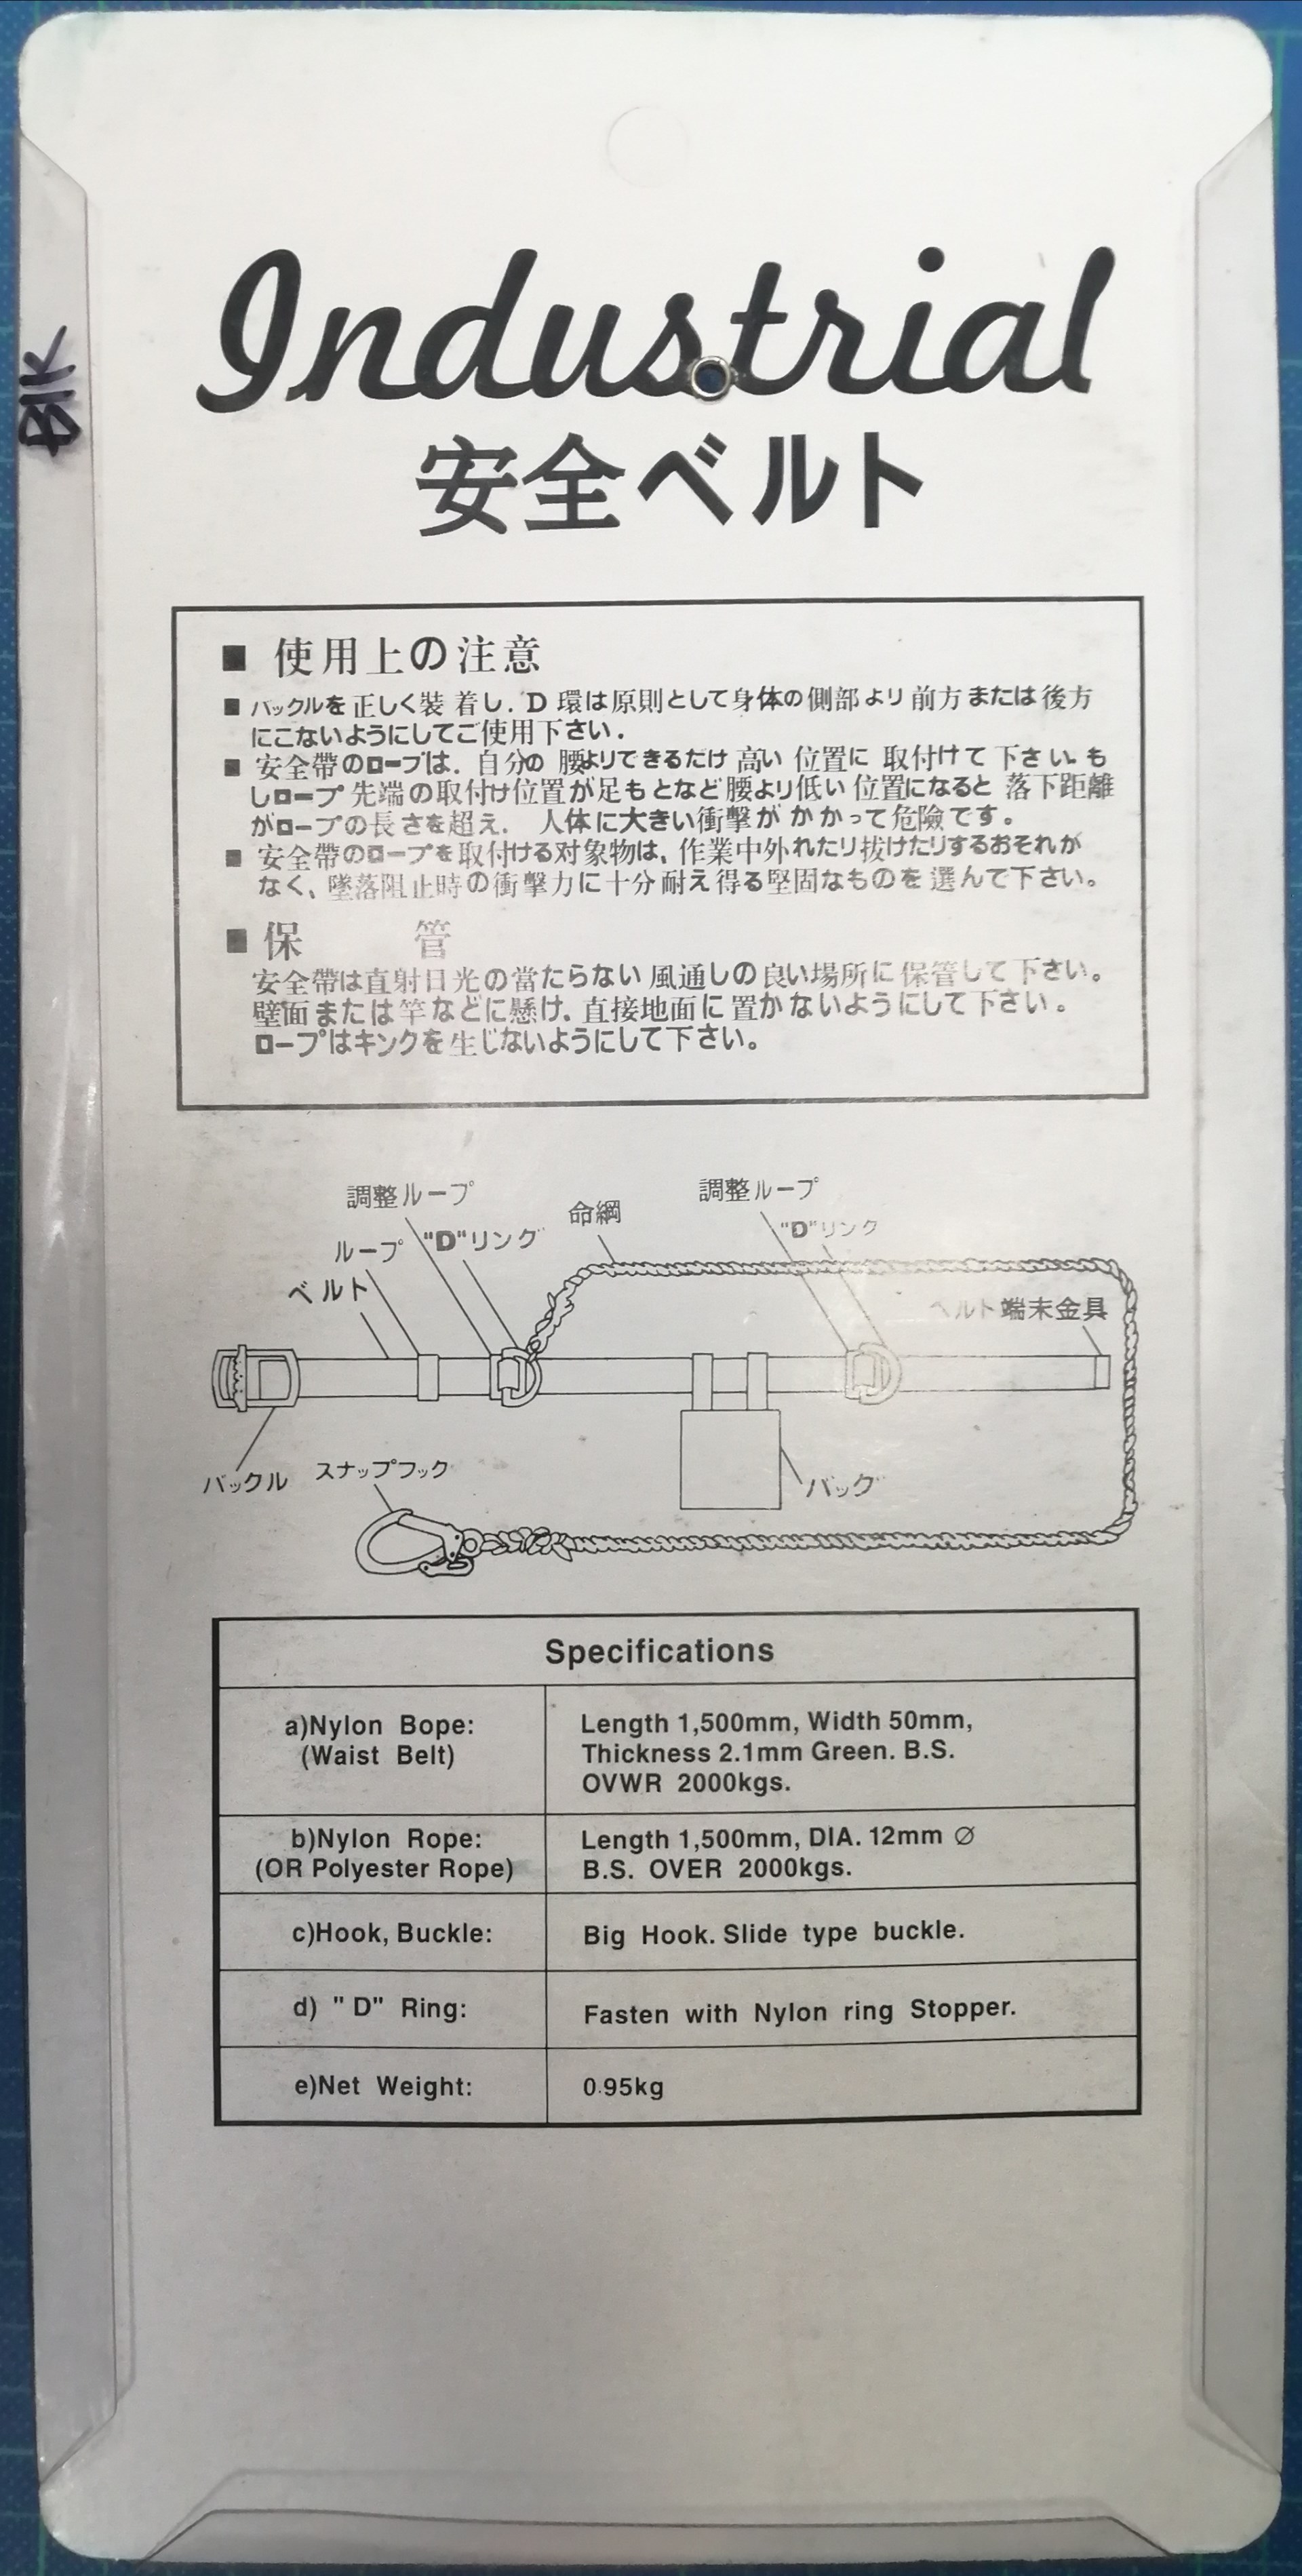 Industrial
安全ベルト
BIK
■ 使用上の注意
■ バックルを正しく装着し.D環は原則として身体の側部より前方または後方
にこないようにしてご使用下さい.
■ 安全帶のロープは.自分の腰よりできるだけ高い位置に取付けて下さい.も
しロープ先端の取付け位置が足もとなど腰より低い位置になると落下距離
がロープの長さを超え. 人体に大きい衝撃がかかって危險です。
■ 安全帶のロープを取付ける対象物は、作業中外れたり抜けたりするおそれが
なく、墜落阻止時の衝撃力に十分耐え得る堅固なものを選んで下さい。
■ 保 管
安全帶は直射日光の當たらない風通しの良い場所に保管して下さい。
壁面または竿などに懸け.直接地面に置かないようにして下さい。
ロープはキンクを生じないようにして下さい。
調整ループ
調整ループ
命綱
"D"リング
"D"リンク
ループ
ベルト
ベルト端末金具
バックル
スナップフック
バック
Specifications
a)Nylon Bope:
(Waist Belt)
Length 1,500mm, Width 50mm,
Thickness 2.1mm Green. B.S.
OVWR 2000kgs.
b)Nylon Rope:
(OR Polyester Rope)
Length 1,500mm, DIA. 12mm ∅
B.S. OVER 2000kgs.
c)Hook, Buckle:
Big Hook. Slide type buckle.
d) "D" Ring:
Fasten with Nylon ring Stopper.
e)Net Weight:
0.95kg